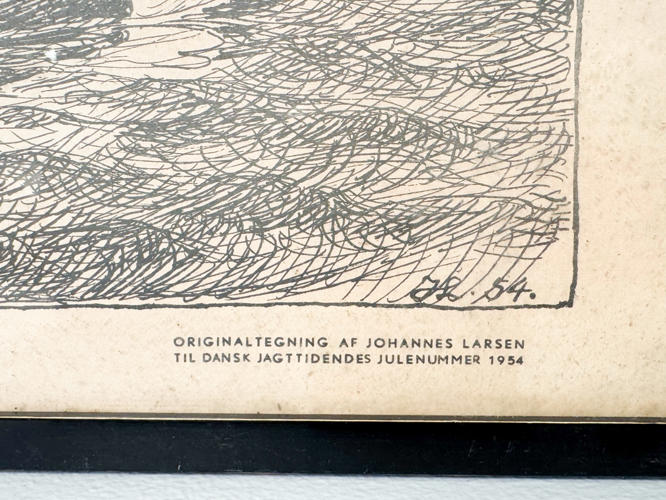 JL. 54.
ORIGINALTEGNING AF JOHANNES LARSEN
TIL DANSK JAGTTIDENDES JULENUMMER 1954